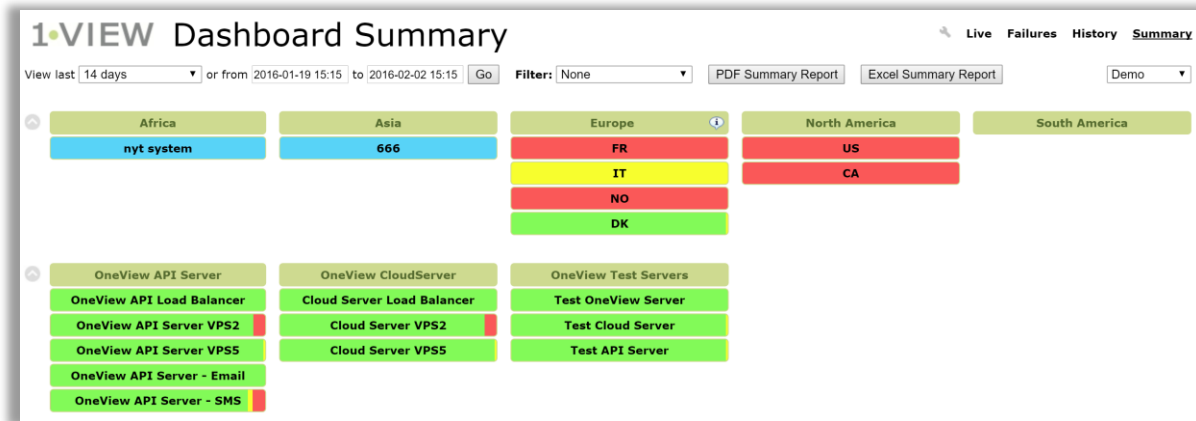 1•VIEW Dashboard Summary
Live Failures History Summary
View last 14 days or from 2016-01-19 15:15 to 2016-02-02 15:15 Go Filter: None PDF Summary Report Excel Summary Report Demo
Africa Asia Europe North America South America
nyt system 666 FR US
IT CA
NO
DK
OneView API Server OneView CloudServer OneView Test Servers
OneView API Load Balancer Cloud Server Load Balancer Test OneView Server
OneView API Server VPS2 Cloud Server VPS2 Test Cloud Server
OneView API Server VPS5 Cloud Server VPS5 Test API Server
OneView API Server - Email
OneView API Server - SMS